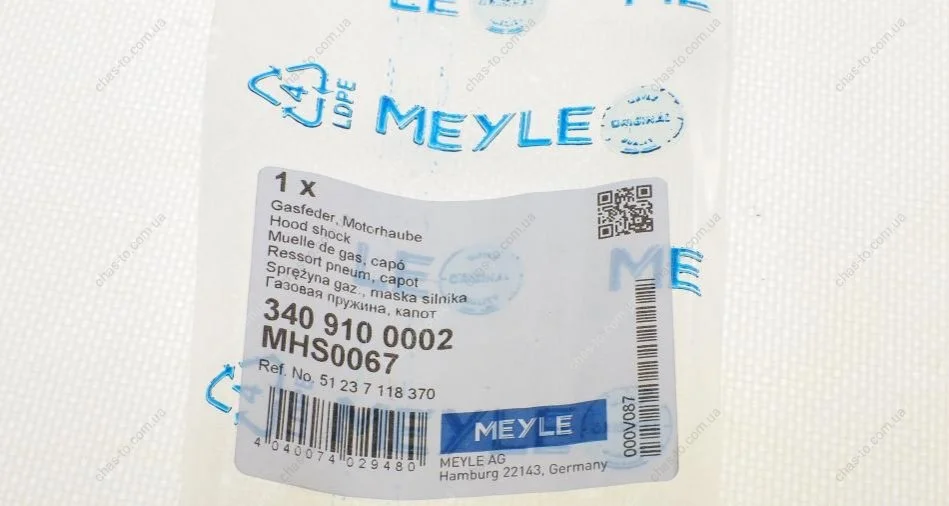 4
LDPE
MEYLE
ORIGINAL
1 x
Gasfeder, Motorhaube
Hood shock
Muelle de gas, capó
Ressort pneum, capot
Sprężyna gaz., maska silnika
Газовая пружина, капот
340 910 0002
MHS0067
Ref. No. 51 23 7 118 370
4 040074 029480
MEYLE
MEYLE AG
Hamburg 22143, Germany
000V087
ME
chas-to.com.ua